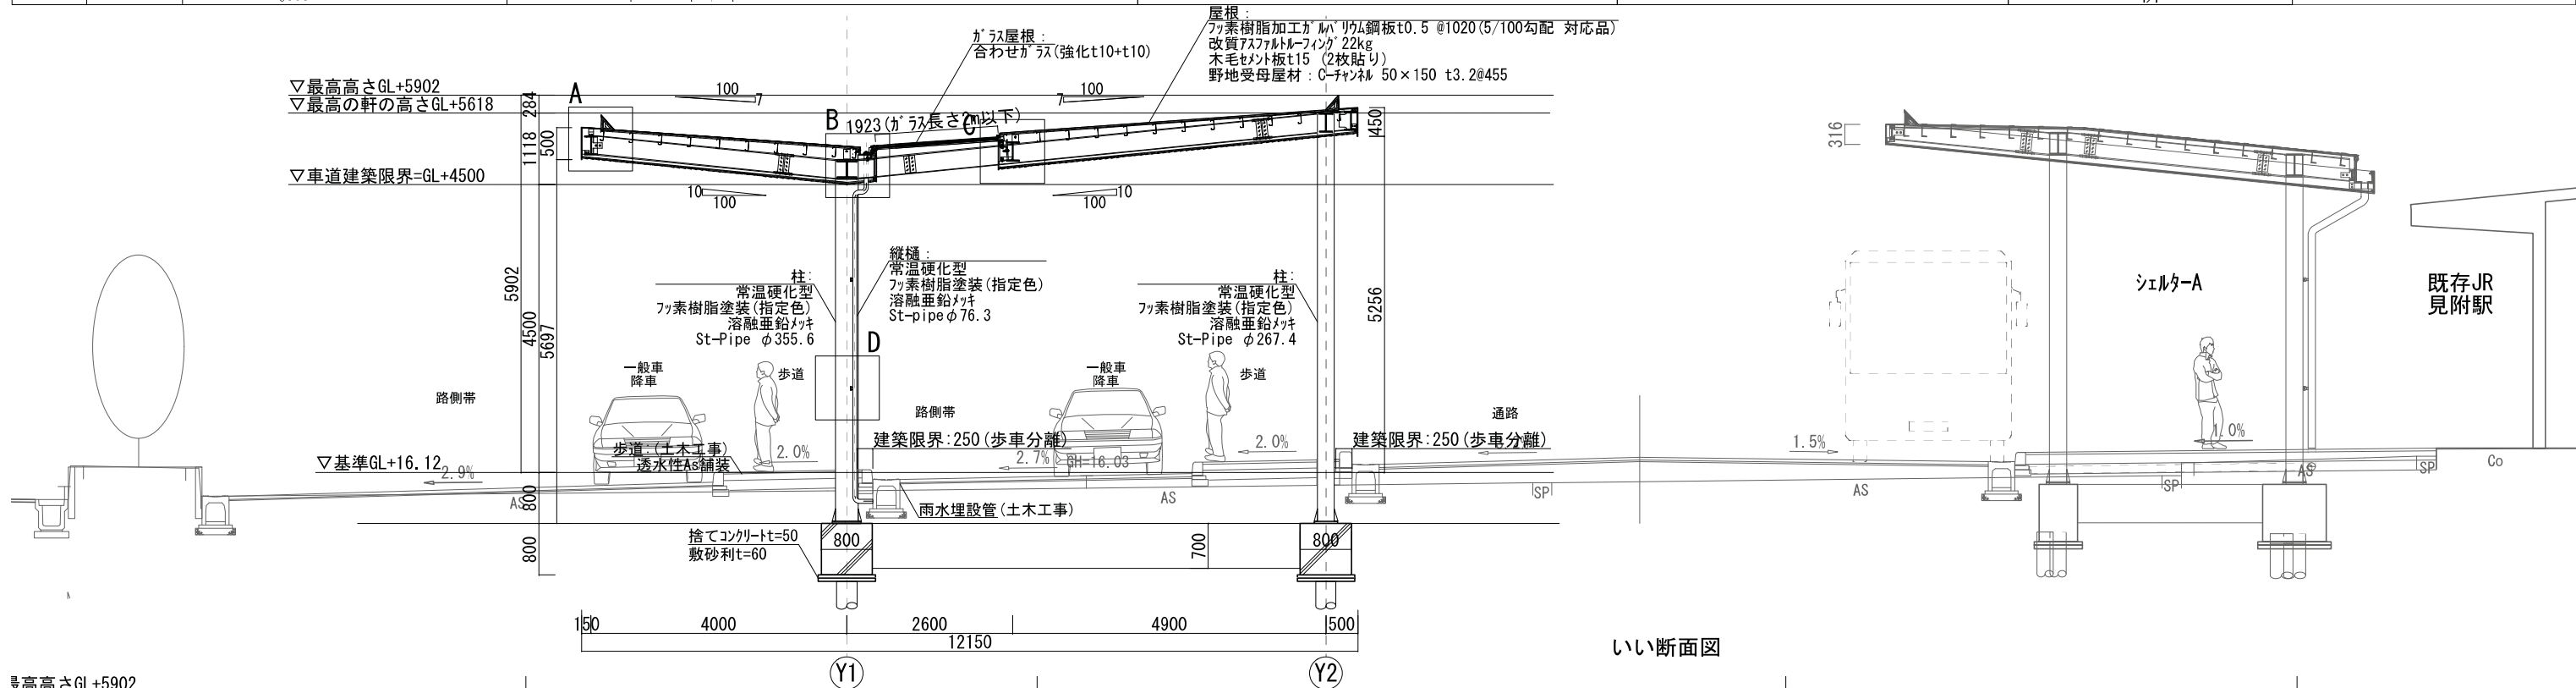 屋根：
フッ素樹脂加工ｶﾞﾙﾊﾞﾘｳﾑ鋼板t0.5 @1020(5/100勾配 対応品)
改質ｱｽﾌｧﾙﾄﾙｰﾌｨﾝｸﾞ22kg
木毛ｾﾒﾝﾄ板t15 (2枚貼り)
野地受母屋材：C-ﾁｬﾝﾈﾙ 50×150 t3.2@455
ｶﾞﾗｽ屋根：
合わせｶﾞﾗｽ(強化t10+t10)
▽最高高さGL+5902
▽最高の軒の高さGL+5618
▽車道建築限界=GL+4500
A
B
C
D
100
7
7
100
1923(ｶﾞﾗｽ長さ2m以下)
284
1118
500
450
316
10
100
100
10
5902
4500
5697
5256
縦樋：
常温硬化型
ﾌｯ素樹脂塗装(指定色)
溶融亜鉛ﾒｯｷ
St-pipeφ76.3
柱：
常温硬化型
ﾌｯ素樹脂塗装(指定色)
溶融亜鉛ﾒｯｷ
St-Pipe φ355.6
柱：
常温硬化型
ﾌｯ素樹脂塗装(指定色)
溶融亜鉛ﾒｯｷ
St-Pipe φ267.4
ｼｪﾙﾀｰA
既存JR
見附駅
一般車
降車
歩道
一般車
降車
歩道
路側帯
路側帯
通路
歩道：(土木工事)
透水性As舗装
建築限界：250(歩車分離)
建築限界：250(歩車分離)
▽基準GL+16.12
2.9%
2.0%
2.7%
GH=16.03
2.0%
1.5%
AS
AS
SP
AS
SP
AS
SP
Co
雨水埋設管(土木工事)
捨てｺﾝｸﾘｰﾄt=50
敷砂利t=60
800
800
800
700
800
150
4000
2600
4900
500
12150
Y1
Y2
いい断面図
最高高さGL+5902